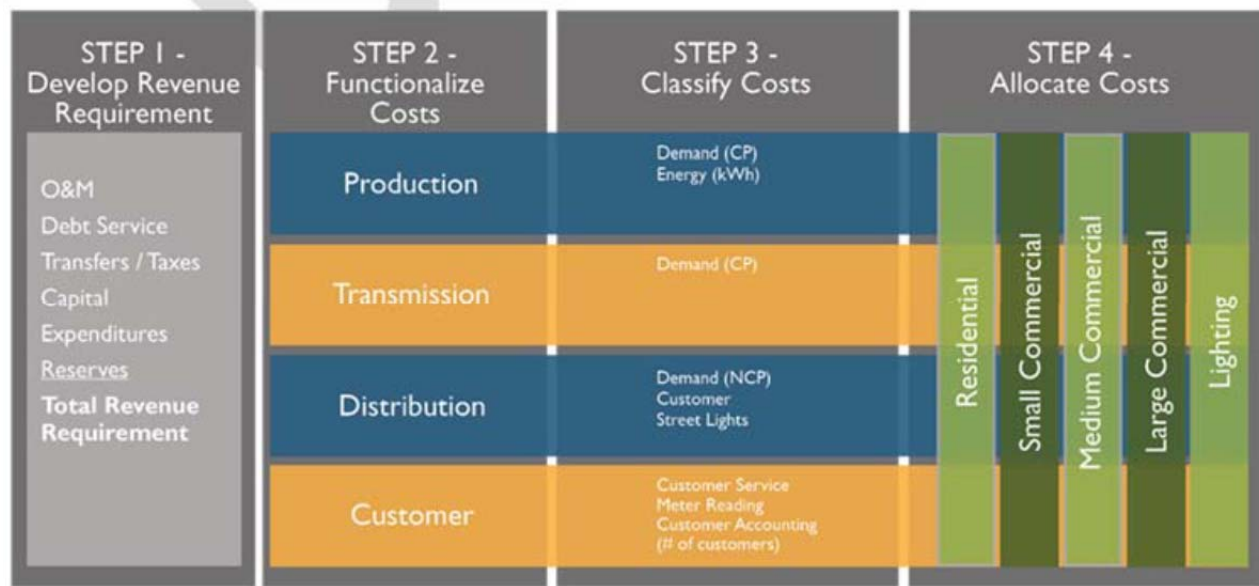 STEP 1 -
Develop Revenue
Requirement
O&M
Debt Service
Transfers / Taxes
Capital
Expenditures
Reserves
Total Revenue
Requirement
STEP 2 -
Functionalize
Costs
Production
Transmission
Distribution
Customer
STEP 3 -
Classify Costs
Demand (CP)
Energy (kWh)
Demand (CP)
Demand (NCP)
Customer
Street Lights
Customer Service
Meter Reading
Customer Accounting
(# of customers)
STEP 4 -
Allocate Costs
Residential
Small Commercial
Medium Commercial
Large Commercial
Lighting